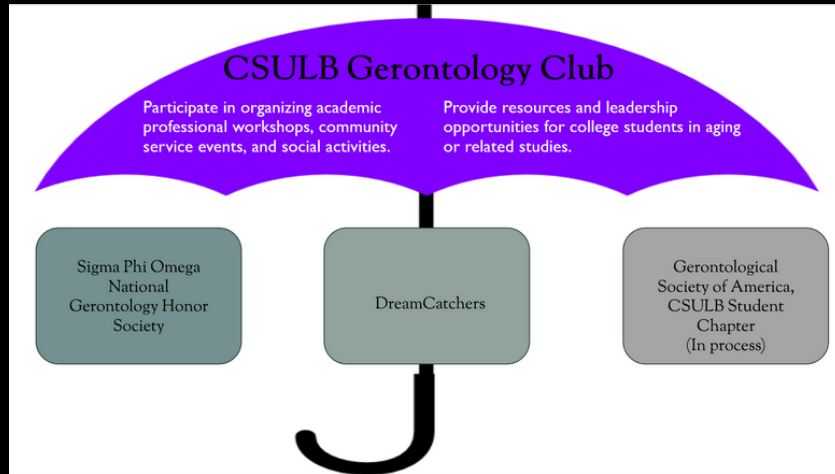 CSULB Gerontology Club
Participate in organizing academic
professional workshops, community
service events, and social activities.
Provide resources and leadership
opportunities for college students in aging
or related studies.
Sigma Phi Omega
National
Gerontology Honor
Society
DreamCatchers
Gerontological
Society of America,
CSULB Student
Chapter
(In process)